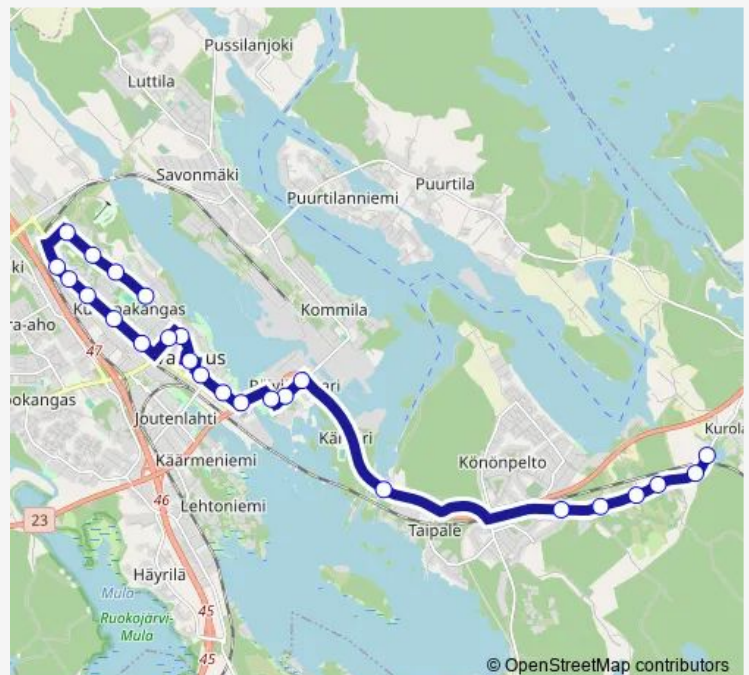 Pussilanjoki
Luttila
Savonmäki
Puurtila
Puurtilanniemi
ki
Kommila
47
Joutenlahti
Käärmeniemi
Könönpelto
46
Lehtoniemi
23
Taipale
Häyrilä
Mula
Ruokojärvi-
Mula
45
45
© OpenStreetMap contributors